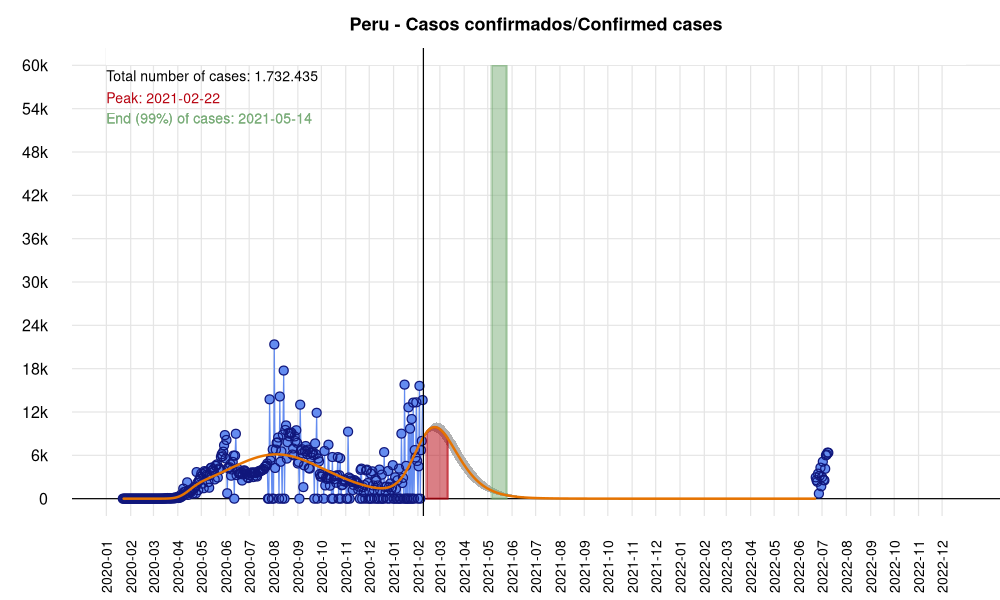 Peru - Casos confirmados/Confirmed cases
60k
54k
48k
42k
36k
30k
24k
18k
12k
6k
0
Total number of cases: 1.732.435
Peak: 2021-02-22
End (99%) of cases: 2021-05-14
2020-01
2020-02
2020-03
2020-04
2020-05
2020-06
2020-07
2020-08
2020-09
2020-10
2020-11
2020-12
2021-01
2021-02
2021-03
2021-04
2021-05
2021-06
2021-07
2021-08
2021-09
2021-10
2021-11
2021-12
2022-01
2022-02
2022-03
2022-04
2022-05
2022-06
2022-07
2022-08
2022-09
2022-10
2022-11
2022-12